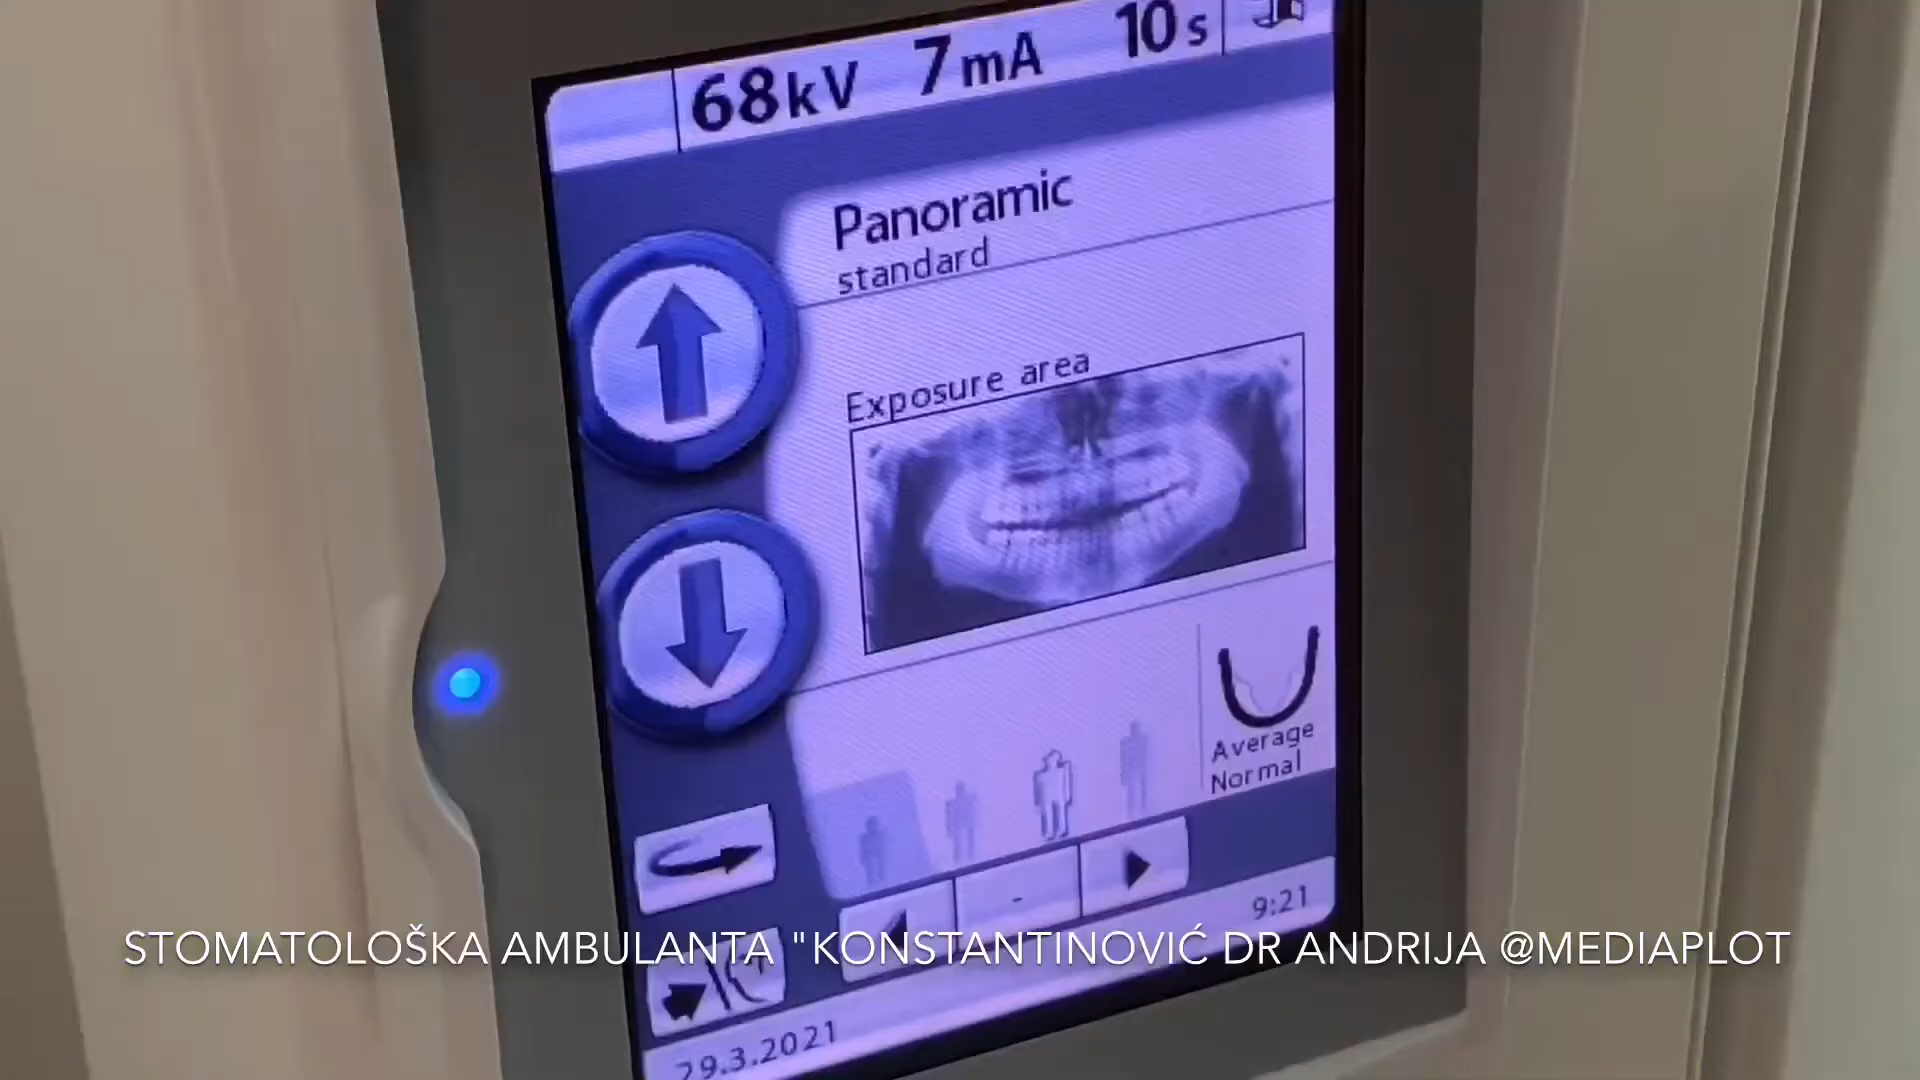 68kV 7mA 10s
Panoramic
standard
Exposure area
Average
Normal
-
9:21
STOMATOLOŠKA AMBULANTA "KONSTANTINOVIĆ DR ANDRIJA @MEDIAPLOT
29.3.2021